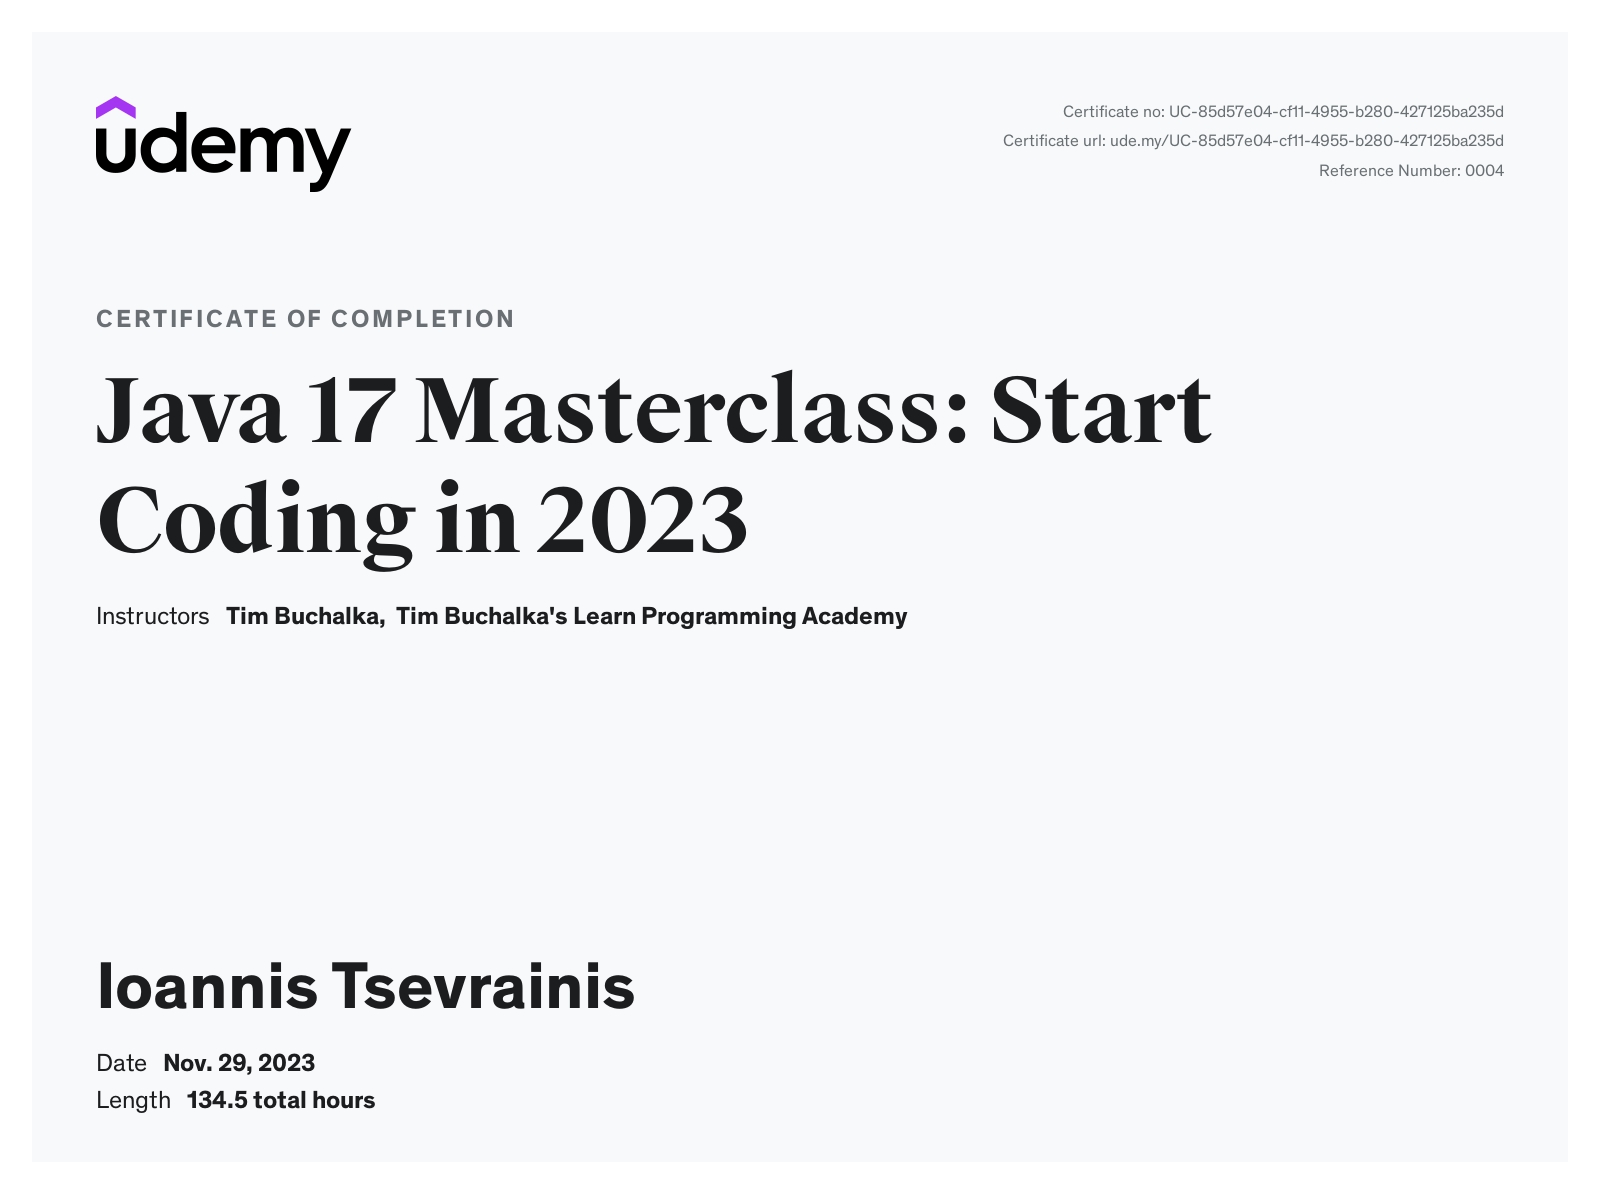 udemy
Certificate no: UC-85d57e04-cf11-4955-b280-427125ba235d
Certificate url: ude.my/UC-85d57e04-cf11-4955-b280-427125ba235d
Reference Number: 0004
CERTIFICATE OF COMPLETION
Java 17 Masterclass: Start
Coding in 2023
Instructors Tim Buchalka, Tim Buchalka's Learn Programming Academy
Ioannis Tsevrainis
Date Nov. 29, 2023
Length 134.5 total hours